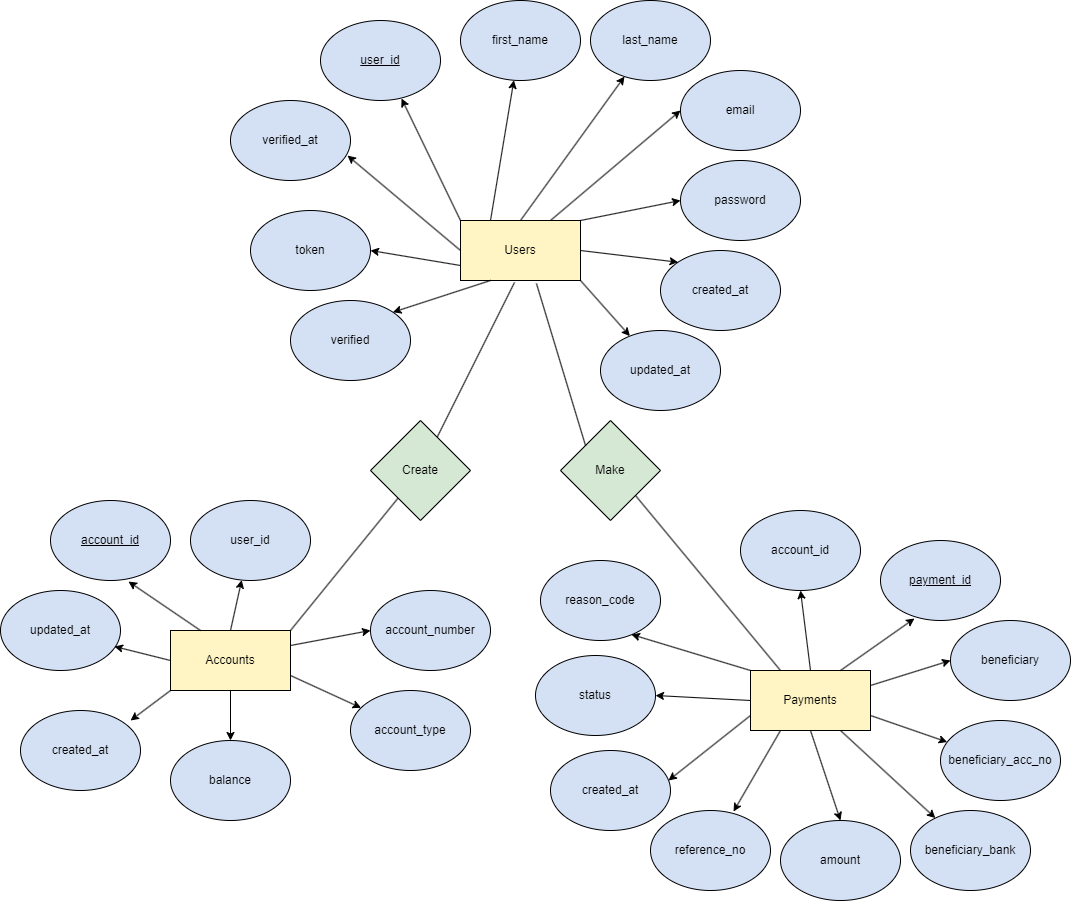 first_name
last_name
user_id
email
verified_at
password
token
Users
created_at
verified
updated_at
Create
Make
account_id
user_id
account_id
payment_id
reason_code
updated_at
account_number
Accounts
beneficiary
status
Payments
account_type
created_at
balance
beneficiary_acc_no
created_at
reference_no
amount
beneficiary_bank